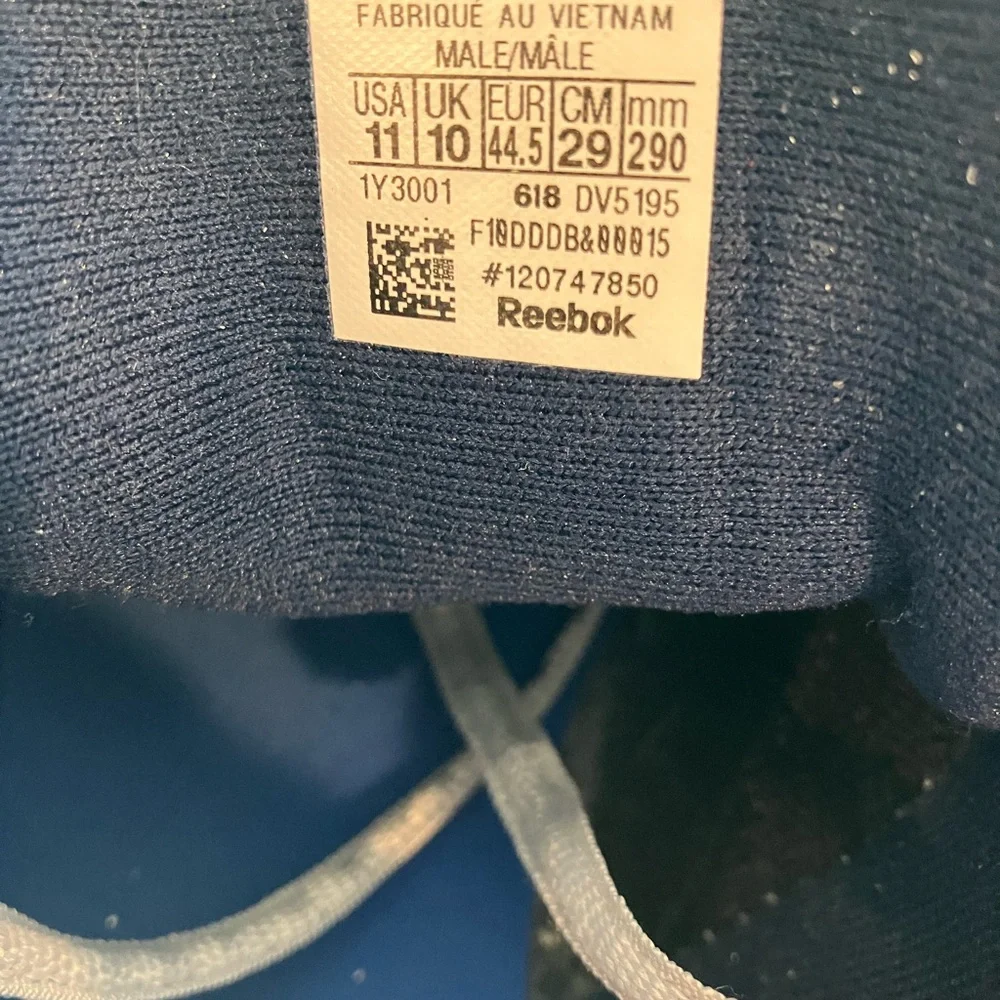 FABRIQUÉ AU VIETNAM
MALE/MÂLE
USA UK EUR CM mm
11 10 44.5 29 290
1Y3001 618 DV5195
F10DDDB&00015
#120747850
Reebok